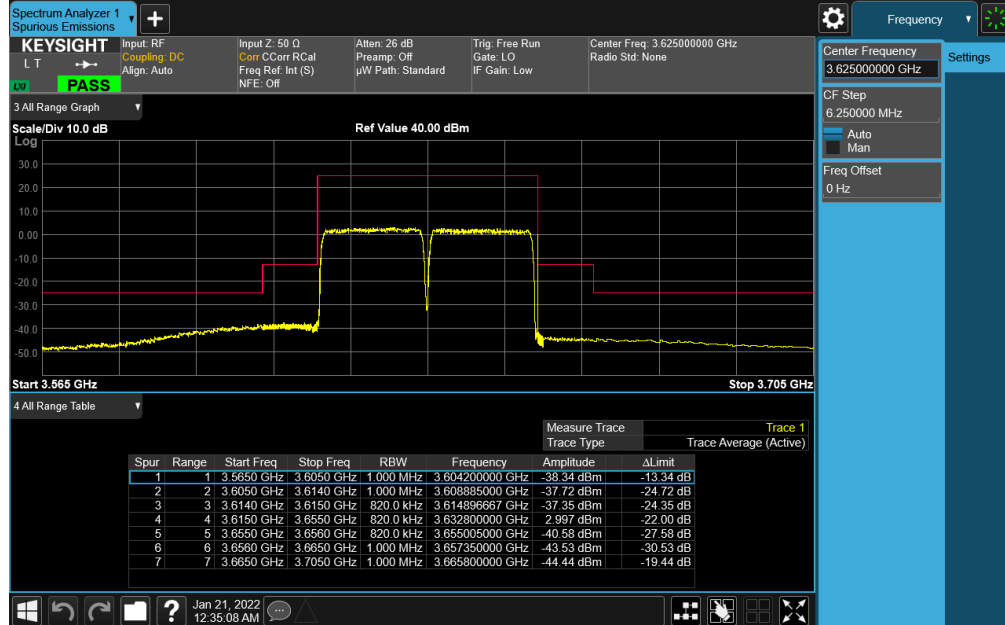 Spectrum Analyzer 1
Spurious Emissions
Frequency
KEYSIGHT
Input: RF
Coupling: DC
Align: Auto
Input Z: 50 Ω
Corr CCorr RCal
Freq Ref: Int (S)
NFE: Off
Atten: 26 dB
Preamp: Off
µW Path: Standard
Trig: Free Run
Gate: LO
IF Gain: Low
Center Freq: 3.625000000 GHz
Radio Std: None
L T
LXI
PASS
Center Frequency
3.625000000 GHz
Settings
CF Step
6.250000 MHz
Auto
Man
Freq Offset
0 Hz
3 All Range Graph
Scale/Div 10.0 dB
Ref Value 40.00 dBm
Log
30.0
20.0
10.0
0.00
-10.0
-20.0
-30.0
-40.0
-50.0
Start 3.565 GHz
Stop 3.705 GHz
4 All Range Table
Measure Trace Trace 1
Trace Type Trace Average (Active)
Spur Range Start Freq Stop Freq RBW Frequency Amplitude ΔLimit
1 1 3.5650 GHz 3.6050 GHz 1.000 MHz 3.604200000 GHz -38.34 dBm -13.34 dB
2 2 3.6050 GHz 3.6140 GHz 1.000 MHz 3.608885000 GHz -37.72 dBm -24.72 dB
3 3 3.6140 GHz 3.6150 GHz 820.0 kHz 3.614896667 GHz -37.35 dBm -24.35 dB
4 4 3.6150 GHz 3.6550 GHz 820.0 kHz 3.632800000 GHz 2.997 dBm -22.00 dB
5 5 3.6550 GHz 3.6560 GHz 820.0 kHz 3.655005000 GHz -40.58 dBm -27.58 dB
6 6 3.6560 GHz 3.6650 GHz 1.000 MHz 3.657350000 GHz -43.53 dBm -30.53 dB
7 7 3.6650 GHz 3.7050 GHz 1.000 MHz 3.665800000 GHz -44.44 dBm -19.44 dB
?
Jan 21, 2022
12:35:08 AM